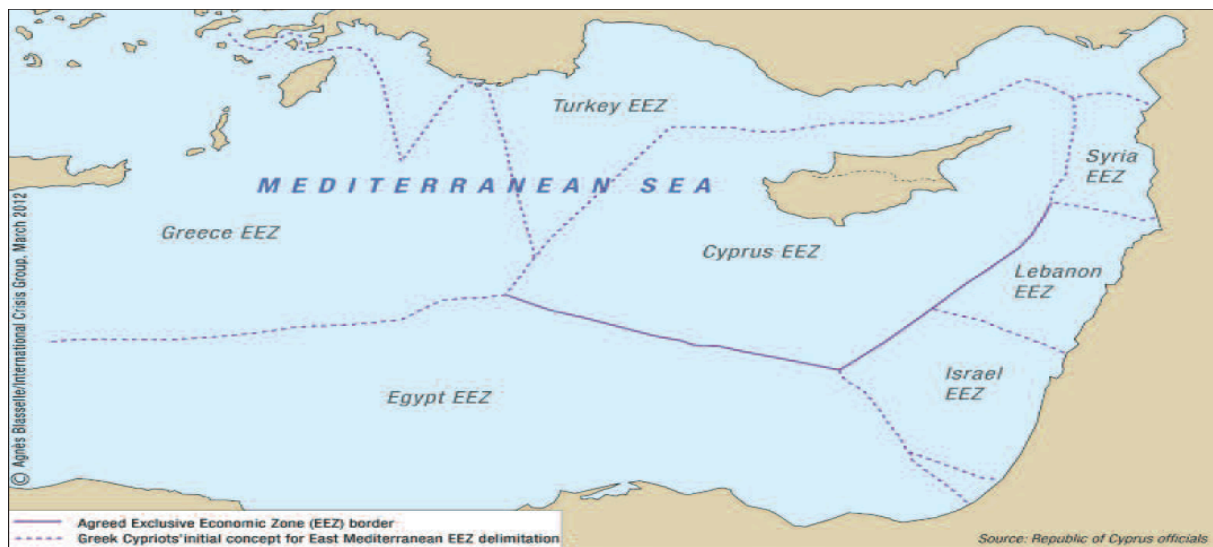 Turkey EEZ
Syria
EEZ
MEDITERRANEAN SEA
Greece EEZ
Cyprus EEZ
Lebanon
EEZ
Israel
EEZ
Egypt EEZ
© Agnès Blasselle/International Crisis Group, March 2012
Agreed Exclusive Economic Zone (EEZ) border
Greek Cypriots'initial concept for East Mediterranean EEZ delimitation
Source: Republic of Cyprus officials